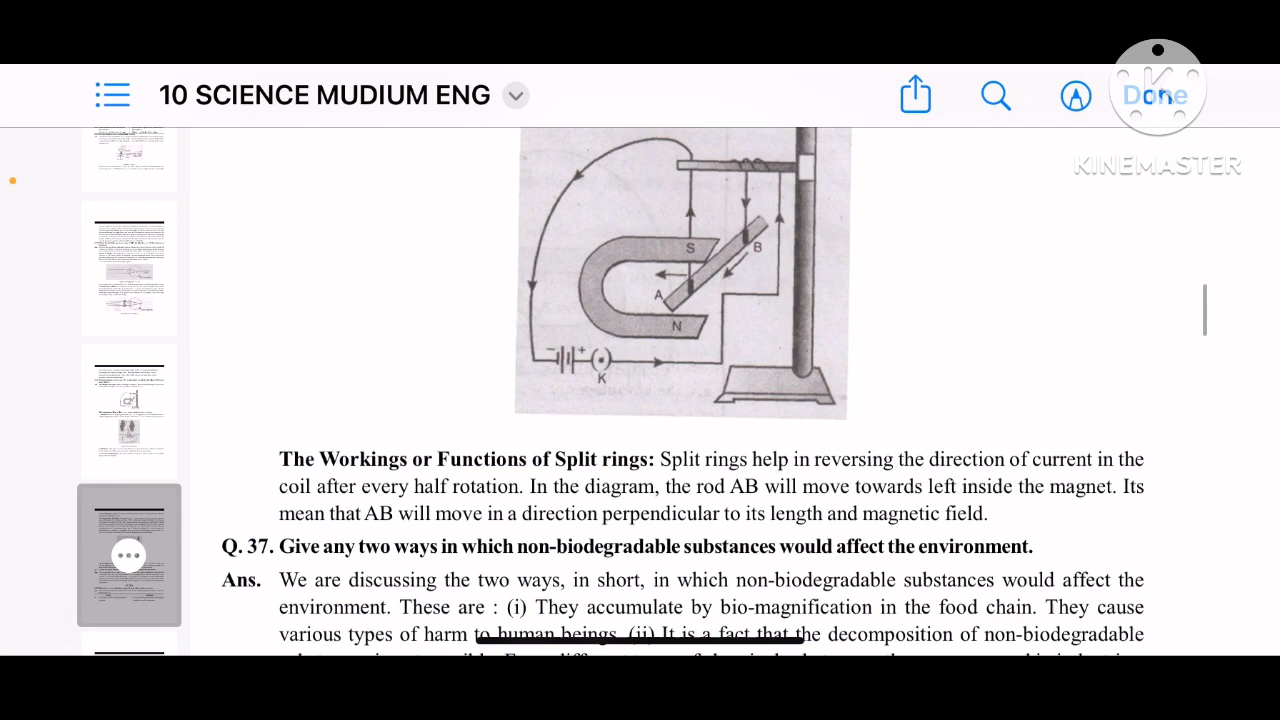 10 SCIENCE MUDIUM ENG
Done
KINEMASTER
S
B
A
N
- +
K
The Workings or Functions of Split rings: Split rings help in reversing the direction of current in the
coil after every half rotation. In the diagram, the rod AB will move towards left inside the magnet. Its
mean that AB will move in a direction perpendicular to its length and magnetic field.
Q. 37. Give any two ways in which non-biodegradable substances would affect the environment.
Ans. We are discussing the two ways, in short, in which non-biodegradable substances would affect the
environment. These are : (i) They accumulate by bio-magnification in the food chain. They cause
various types of harm to human beings. (ii) It is a fact that the decomposition of non-biodegradable